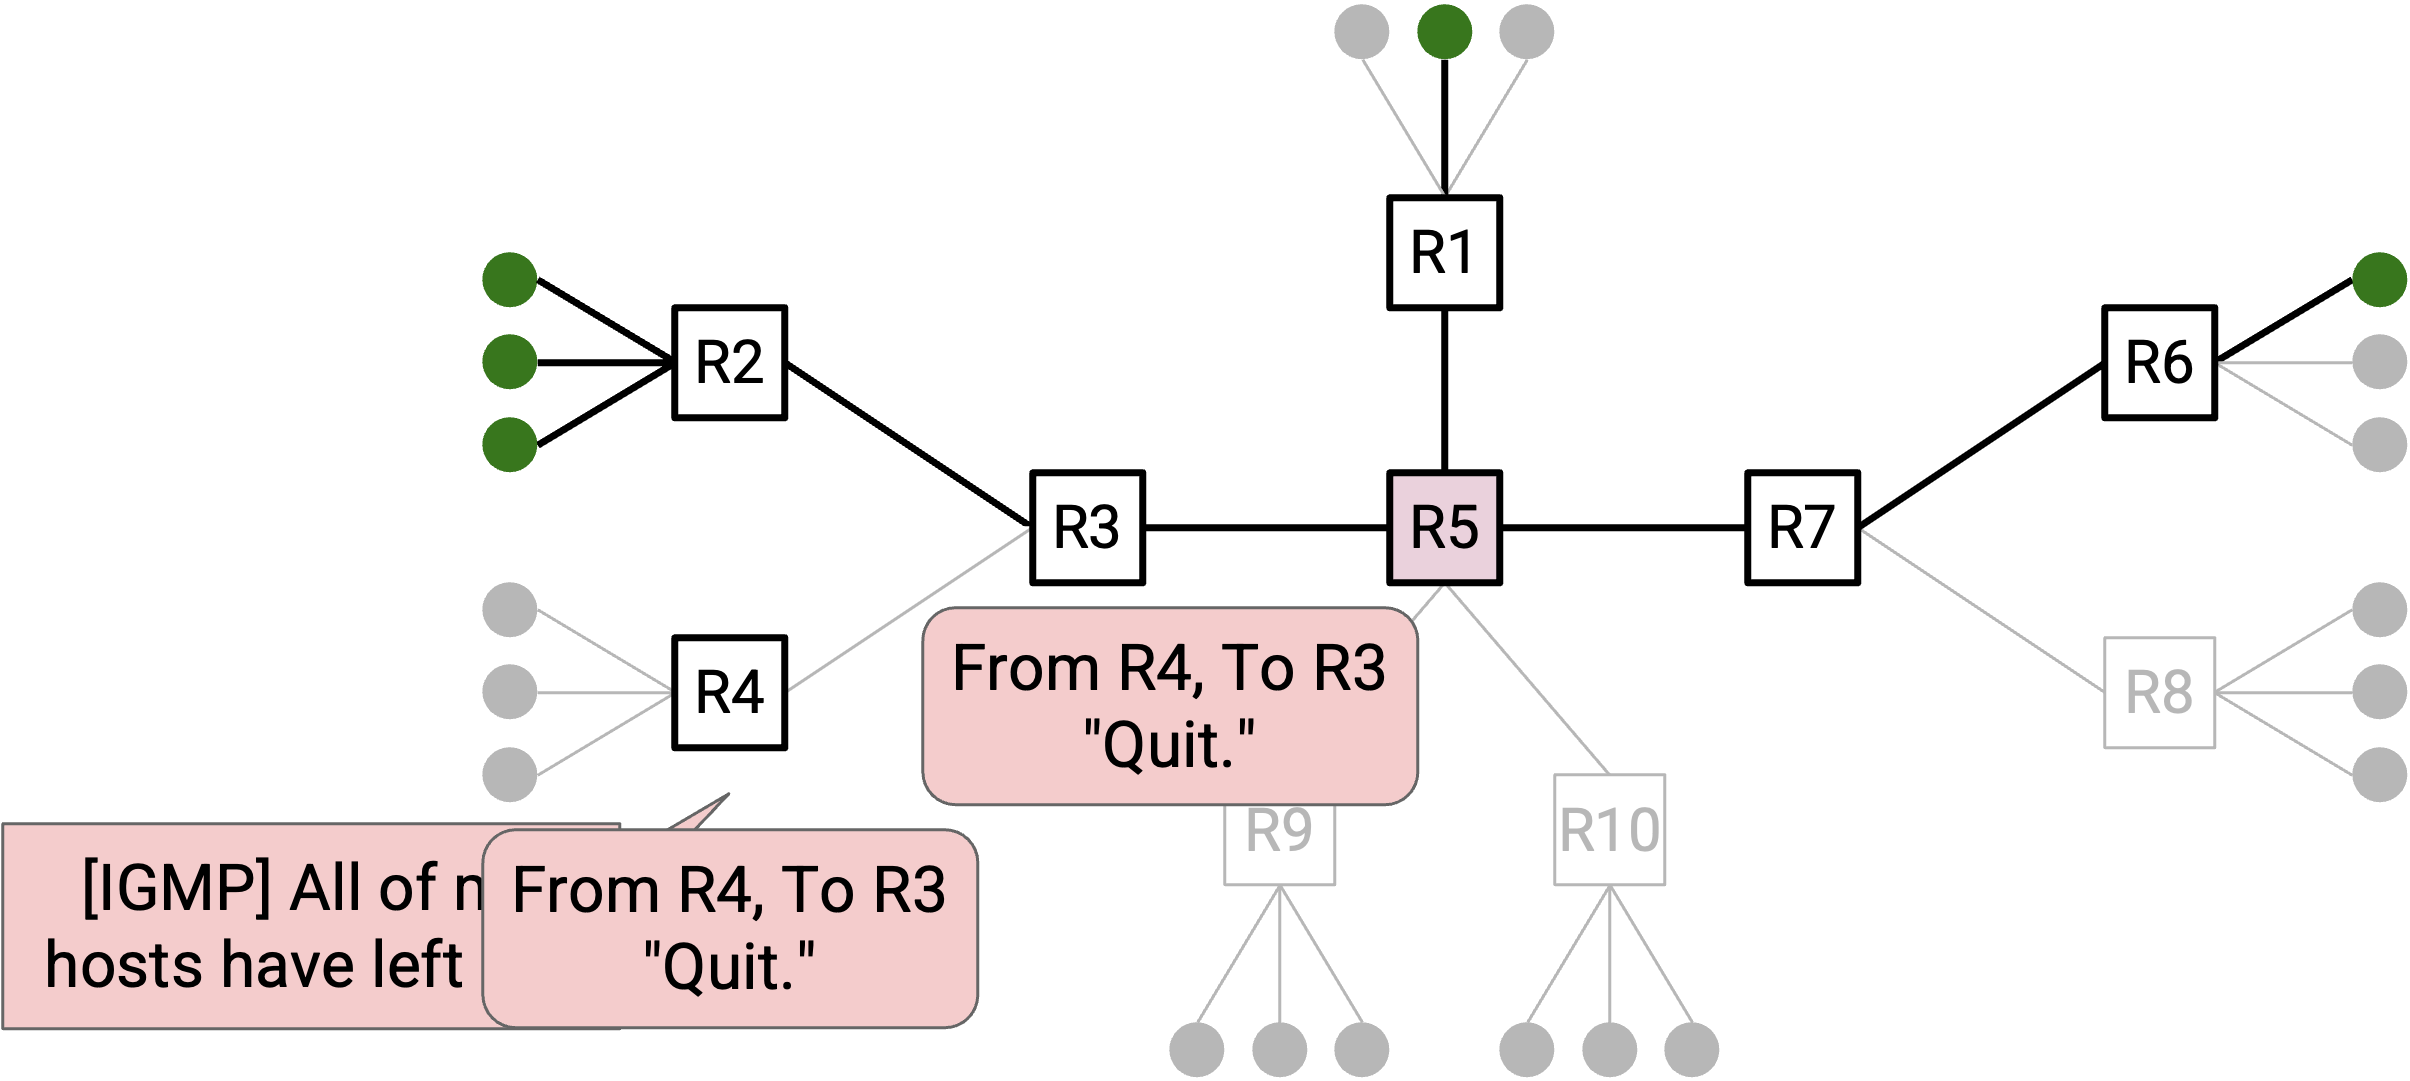 R1
R2
R6
R3
R5
R7
From R4, To R3
"Quit."
R4
R8
R9
R10
[IGMP] All of
hosts have left
From R4, To R3
"Quit."